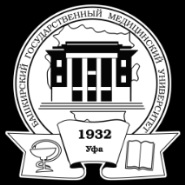 БАШКИРСКИЙ ГОСУДАРСТВЕННЫЙ МЕДИЦИНСКИЙ УНИВЕРСИТЕТ
1932
Уфа